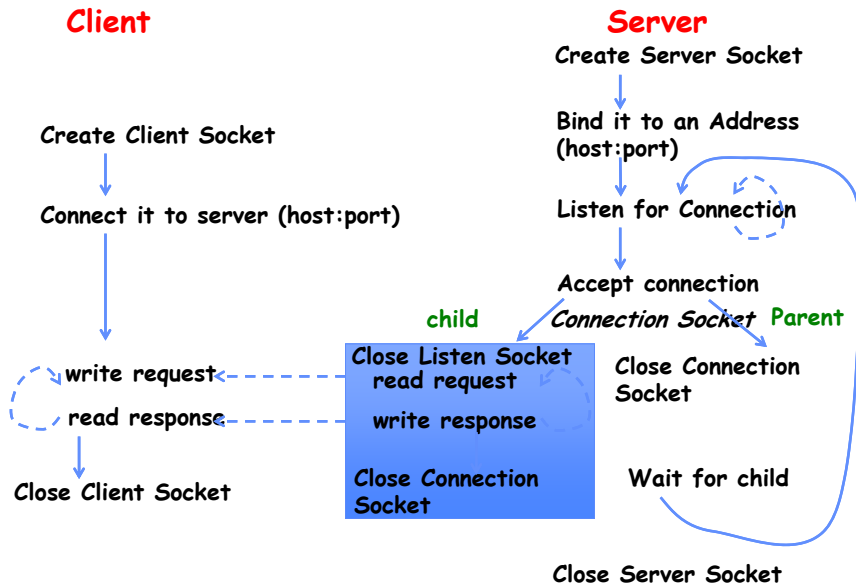 Client
Server
Create Server Socket
Create Client Socket
Bind it to an Address
(host:port)
Connect it to server (host:port)
Listen for Connection
Accept connection
child
Connection Socket
Parent
Close Listen Socket
write request
read request
Close Connection
Socket
read response
write response
Close Client Socket
Close Connection
Socket
Wait for child
Close Server Socket